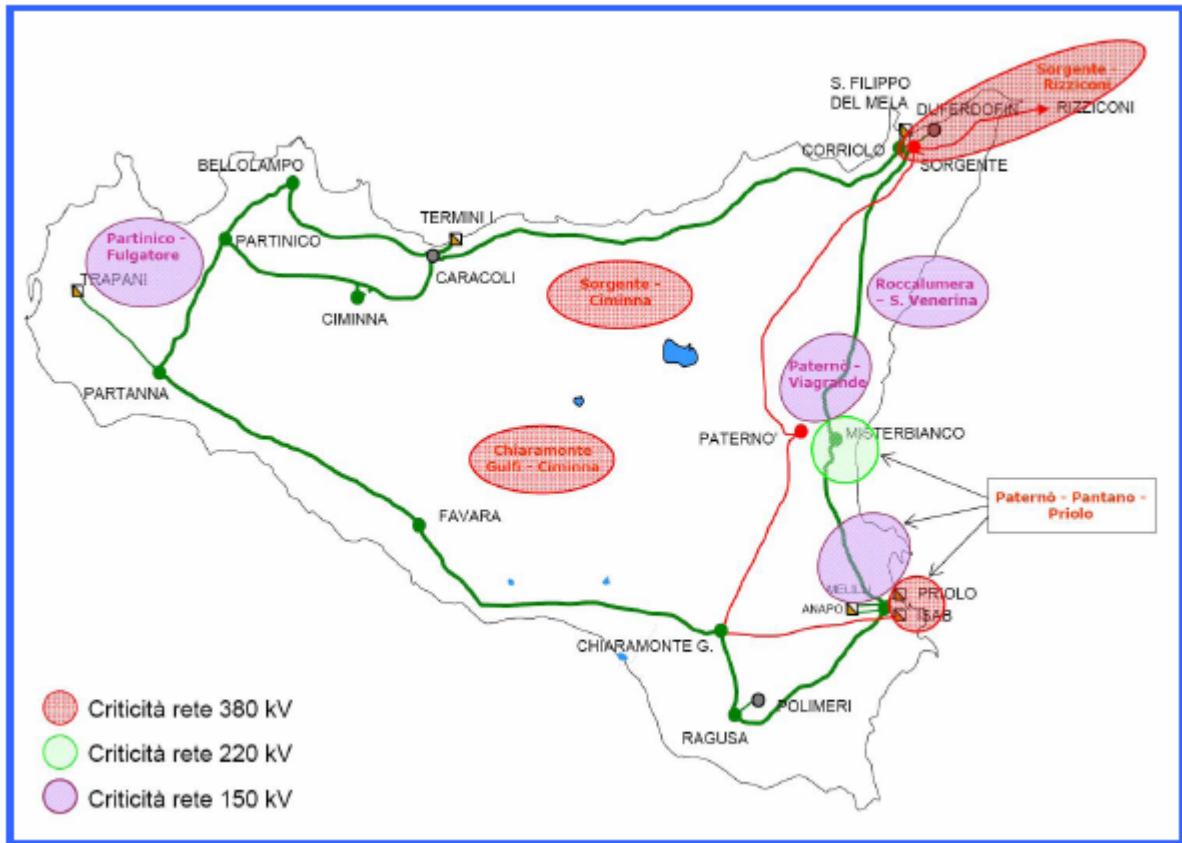 Sorgente -
Rizziconi
S. FILIPPO
DEL MELA
DUFERDOFIN
RIZZICONI
CORRIOLO
SORGENTE
BELLOLAMPO
TERMINI I.
Partinico -
Fulgatore
PARTINICO
CARACOLI
TRAPANI
Sorgente -
Ciminna
Roccalumera
- S. Venerina
CIMINNA
Paternò -
Viagrande
PARTANNA
PATERNO'
MISTERBIANCO
Chiaramonte
Gulfi - Ciminna
Paternò - Pantano -
Priolo
FAVARA
MELILLI
PRIOLO
ANAPO
ISAB
CHIARAMONTE G.
POLIMERI
RAGUSA
Criticità rete 380 kV
Criticità rete 220 kV
Criticità rete 150 kV